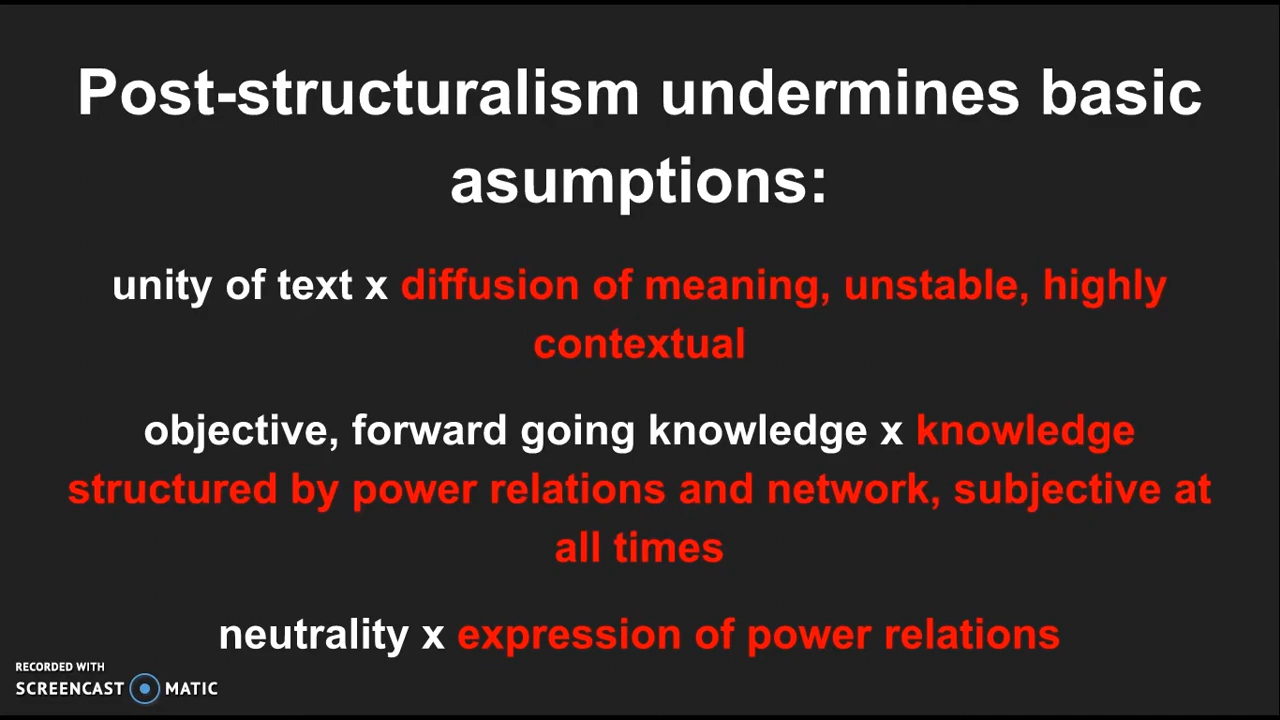 Post-structuralism undermines basic
asumptions:
unity of text x diffusion of meaning, unstable, highly
contextual
objective, forward going knowledge x knowledge
structured by power relations and network, subjective at
all times
neutrality x expression of power relations
RECORDED WITH
SCREENCAST MATIC